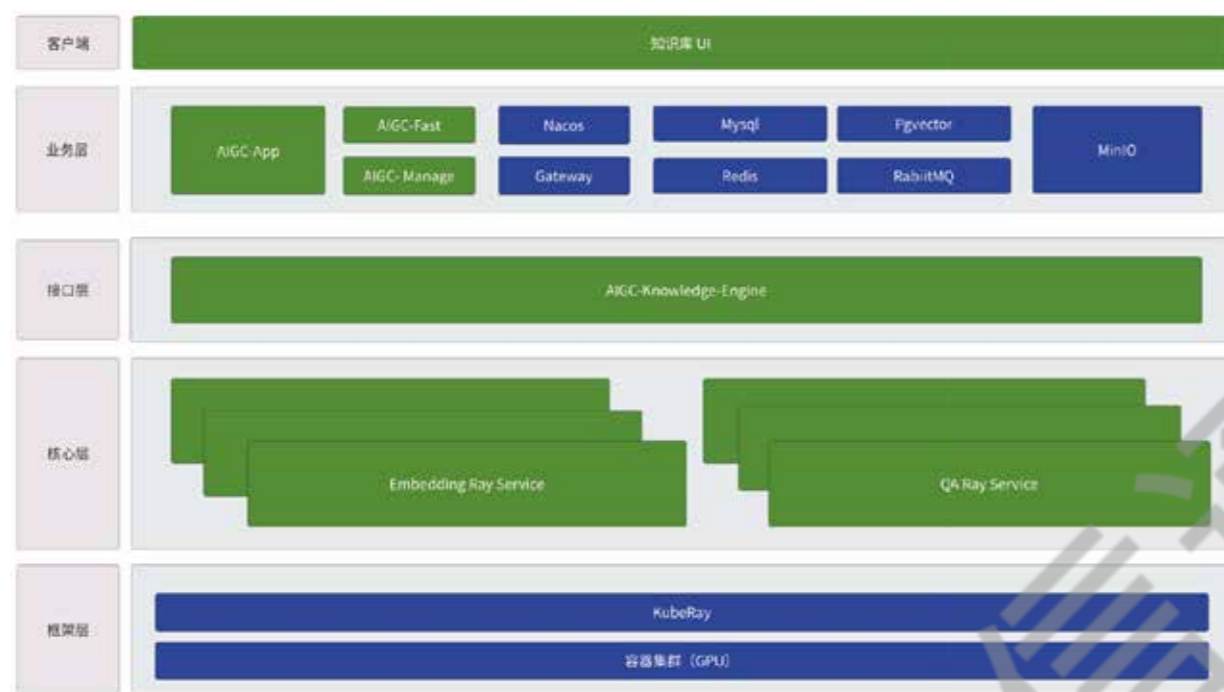 客户端
知识库 UI
业务层
AIGC-App
AIGC-Fast
AIGC- Manage
Nacos
Gateway
Mysql
Redis
Pgvector
RabiitMQ
MinIO
接口层
AIGC-Knowledge-Engine
核心层
Embedding Ray Service
QA Ray Service
框架层
KubeRay
容器集群（GPU）